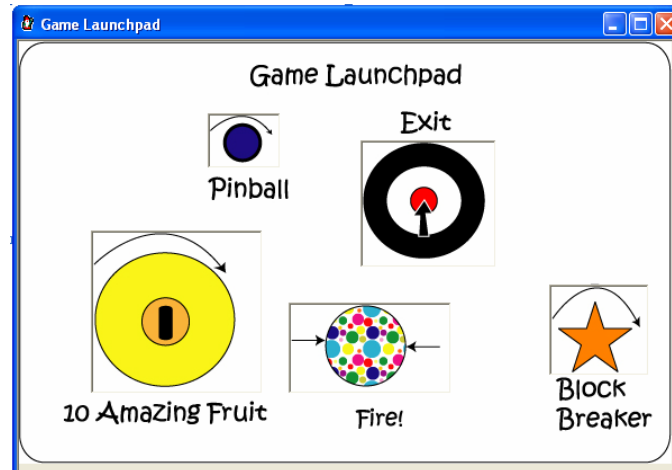 Game Launchpad
Game Launchpad
Exit
Pinball
10 Amazing Fruit
Fire!
Block
Breaker